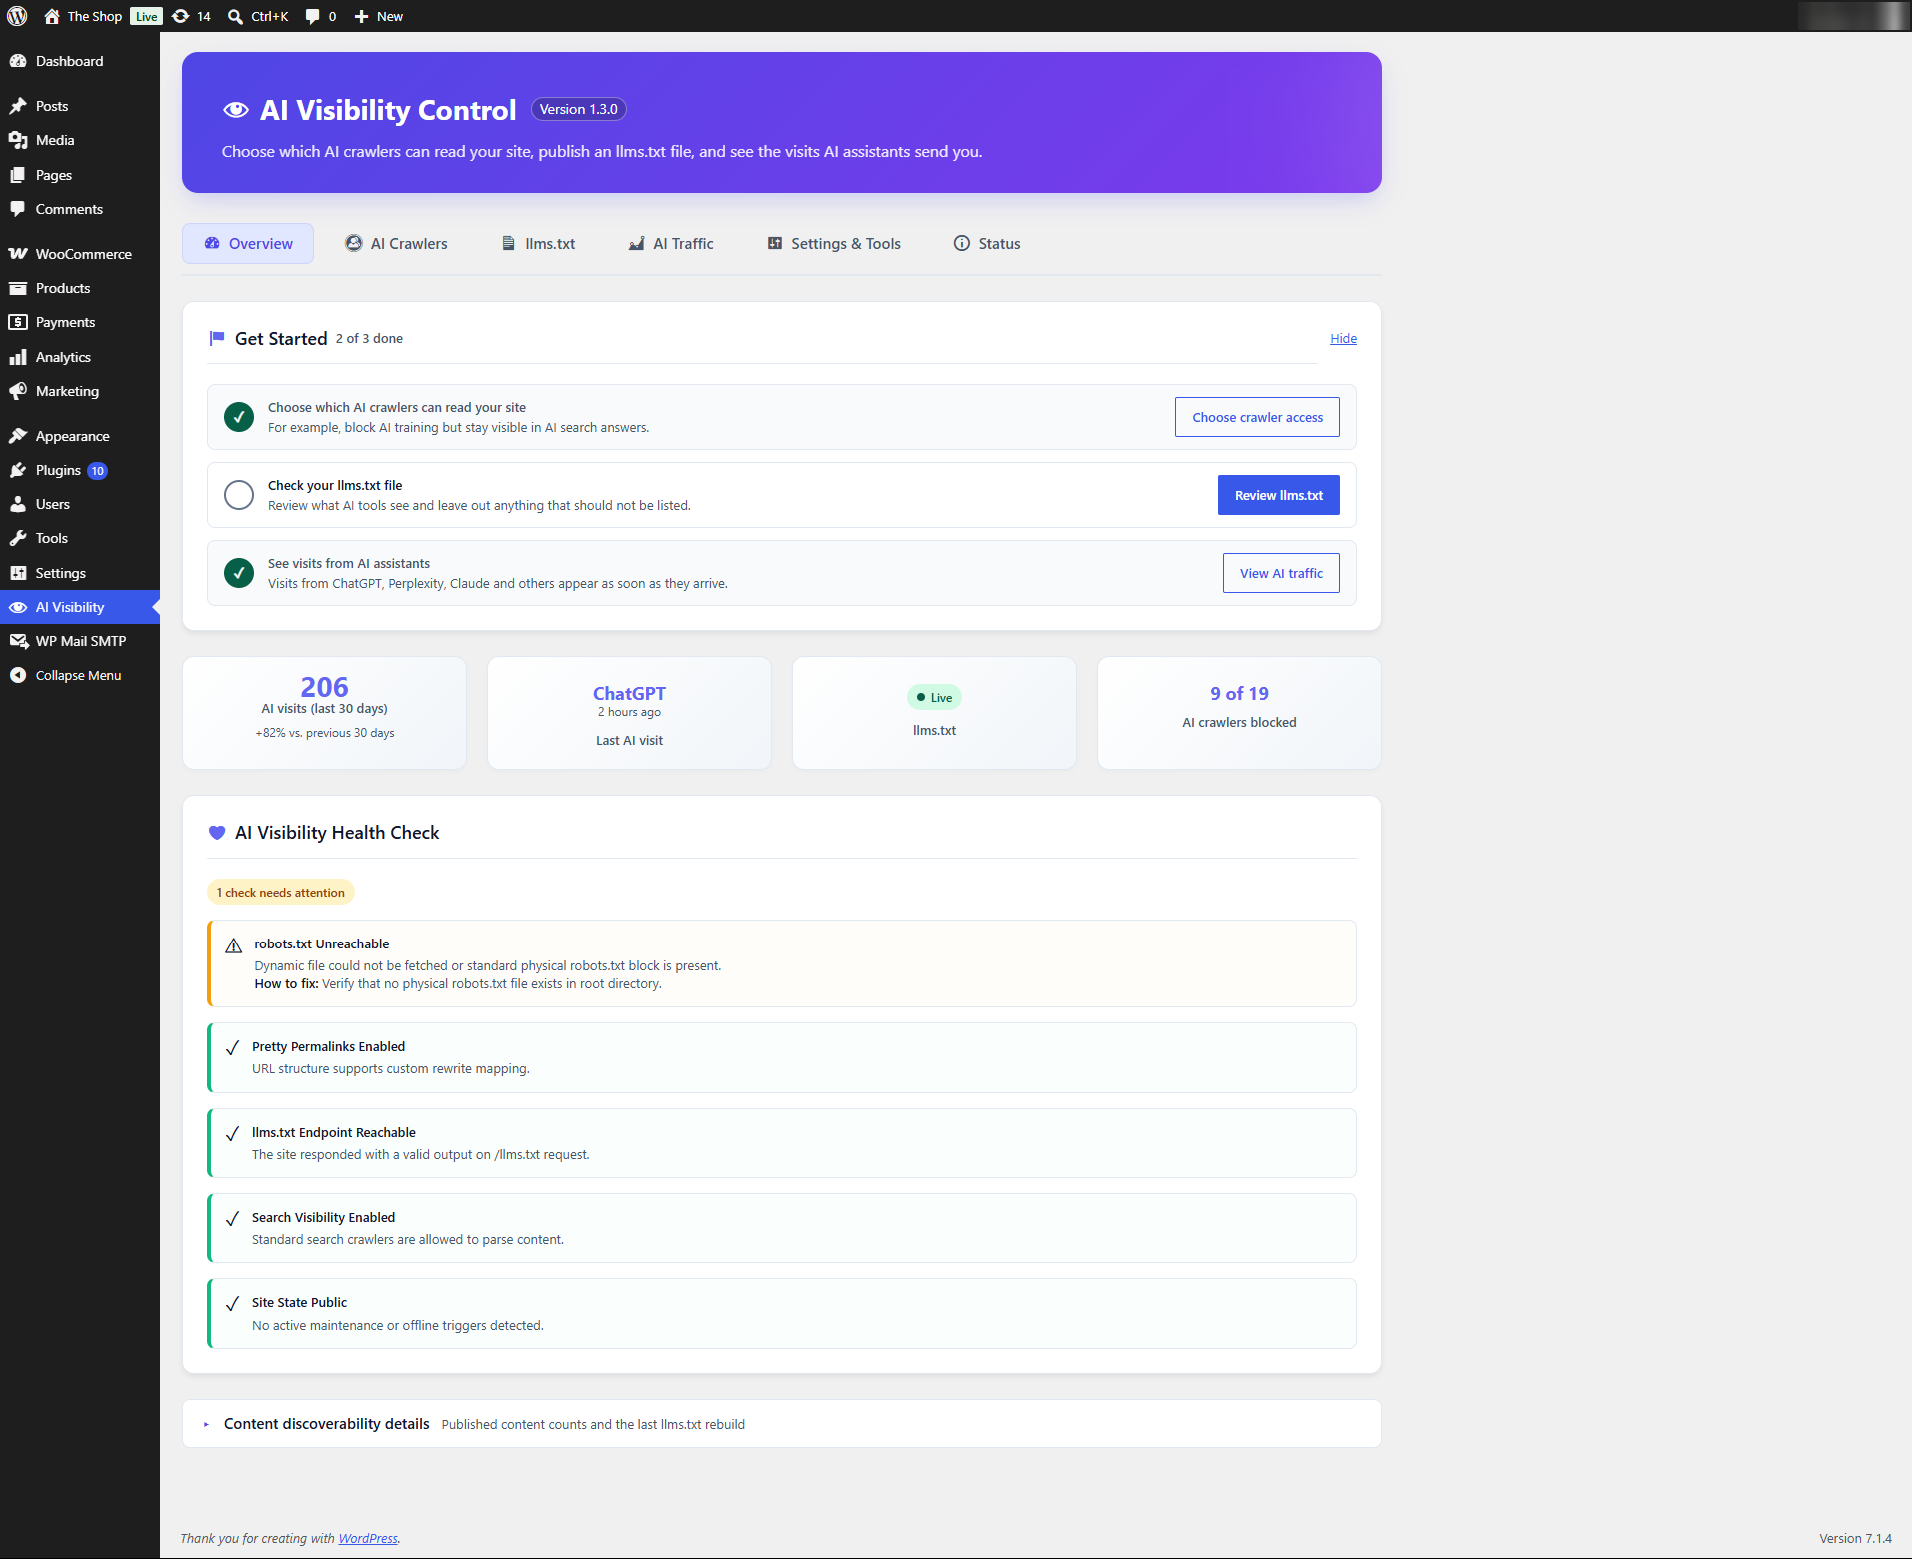 The Shop Live 14 Ctrl+K 0 New
Dashboard
Posts
Media
Pages
Comments
WooCommerce
Products
Payments
Analytics
Marketing
Appearance
Plugins 10
Users
Tools
Settings
AI Visibility
WP Mail SMTP
Collapse Menu
AI Visibility Control Version 1.3.0
Choose which AI crawlers can read your site, publish an llms.txt file, and see the visits AI assistants send you.
Overview AI Crawlers llms.txt AI Traffic Settings & Tools Status
Get Started 2 of 3 done Hide
Choose which AI crawlers can read your site
For example, block AI training but stay visible in AI search answers.
Choose crawler access
Check your llms.txt file
Review what AI tools see and leave out anything that should not be listed.
Review llms.txt
See visits from AI assistants
Visits from ChatGPT, Perplexity, Claude and others appear as soon as they arrive.
View AI traffic
206
AI visits (last 30 days)
+82% vs. previous 30 days
ChatGPT
2 hours ago
Last AI visit
Live
llms.txt
9 of 19
AI crawlers blocked
AI Visibility Health Check
1 check needs attention
robots.txt Unreachable
Dynamic file could not be fetched or standard physical robots.txt block is present.
How to fix: Verify that no physical robots.txt file exists in root directory.
Pretty Permalinks Enabled
URL structure supports custom rewrite mapping.
llms.txt Endpoint Reachable
The site responded with a valid output on /llms.txt request.
Search Visibility Enabled
Standard search crawlers are allowed to parse content.
Site State Public
No active maintenance or offline triggers detected.
Content discoverability details Published content counts and the last llms.txt rebuild
Thank you for creating with WordPress.
Version 7.1.4